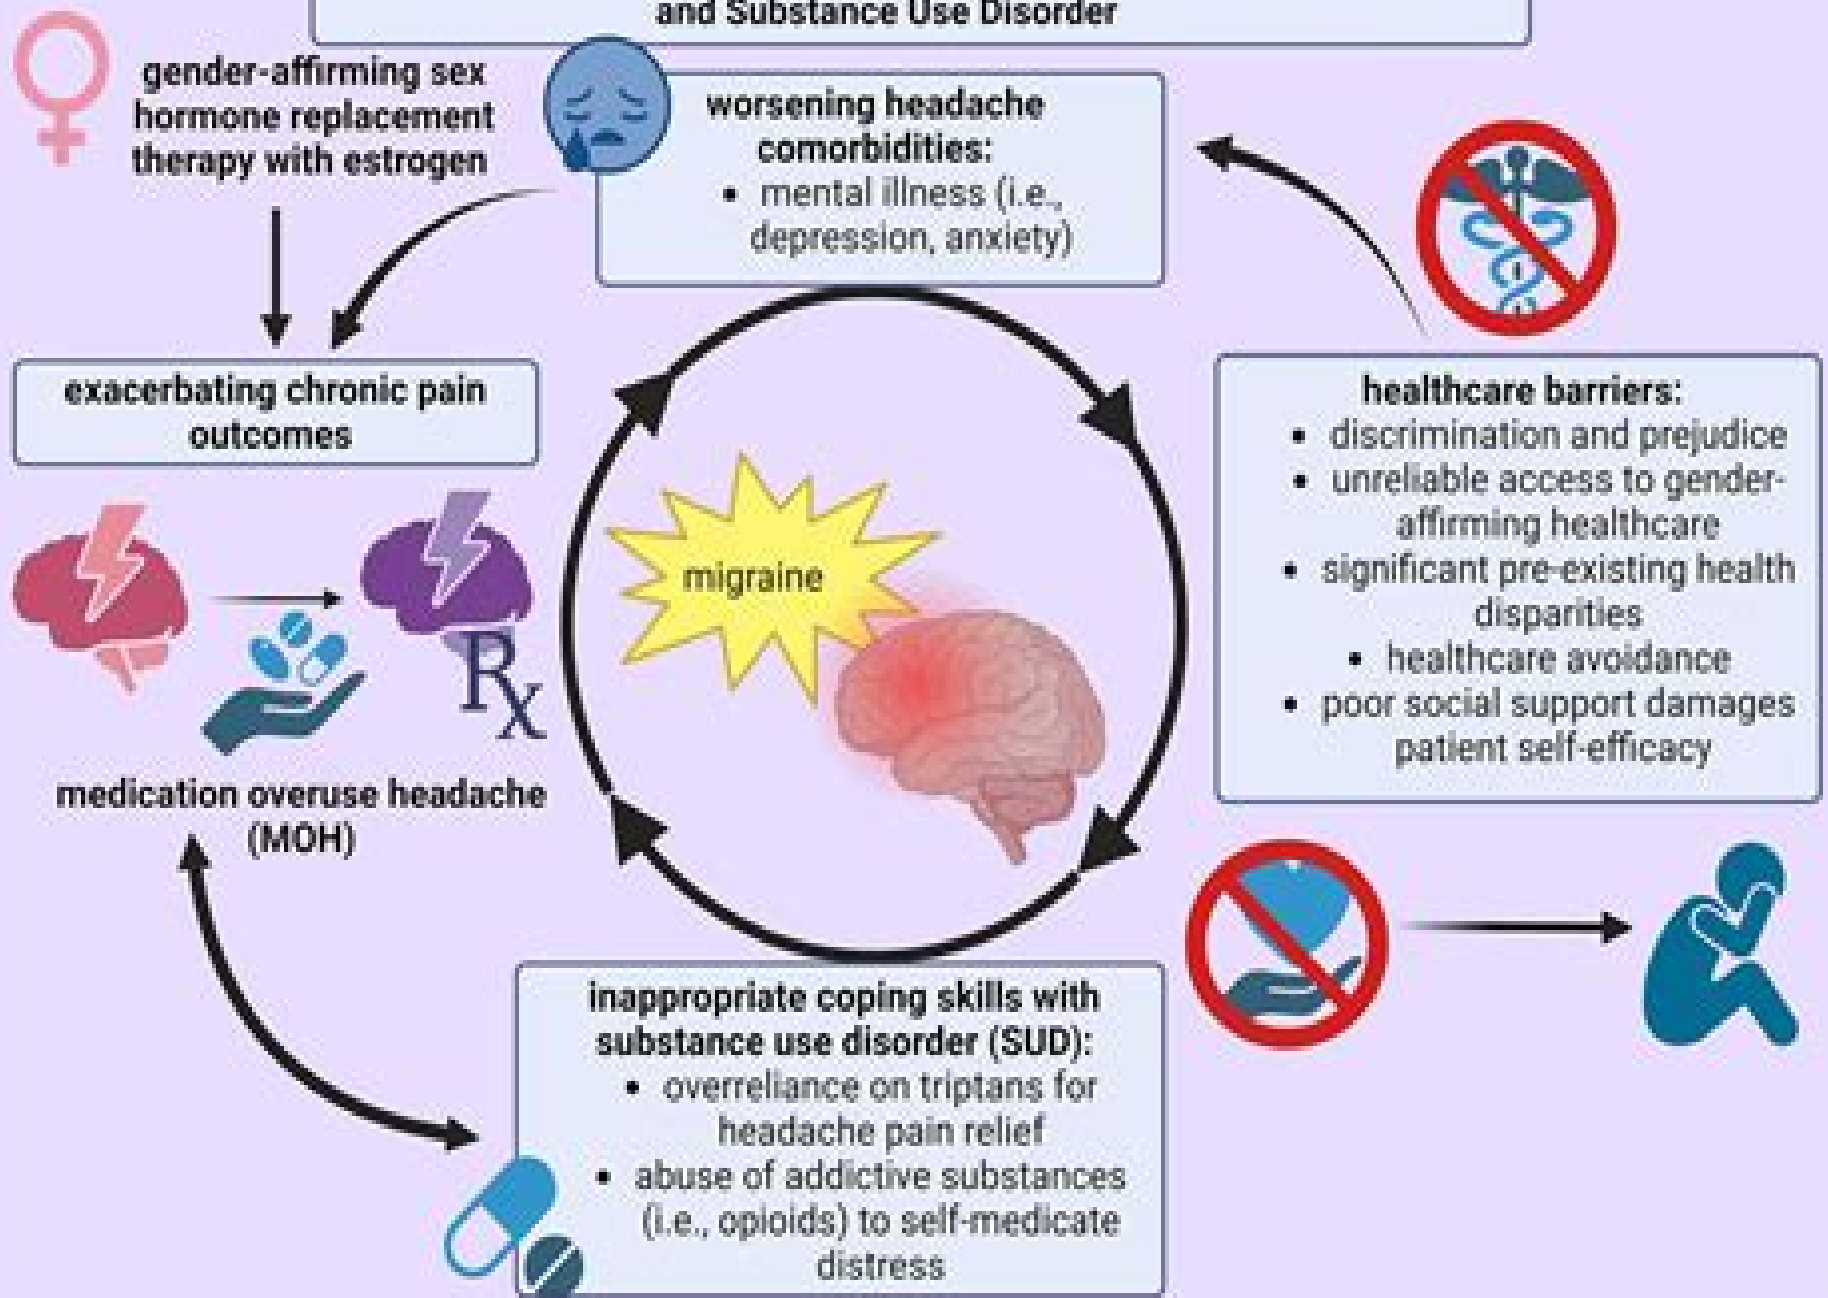 and Substance Use Disorder
gender-affirming sex
hormone replacement
therapy with estrogen
worsening headache
comorbidities:
• mental illness (i.e.,
depression, anxiety)
exacerbating chronic pain
outcomes
healthcare barriers:
• discrimination and prejudice
• unreliable access to gender-
affirming healthcare
• significant pre-existing health
disparities
• healthcare avoidance
• poor social support damages
patient self-efficacy
migraine
Rx
medication overuse headache
(MOH)
inappropriate coping skills with
substance use disorder (SUD):
• overreliance on triptans for
headache pain relief
• abuse of addictive substances
(i.e., opioids) to self-medicate
distress